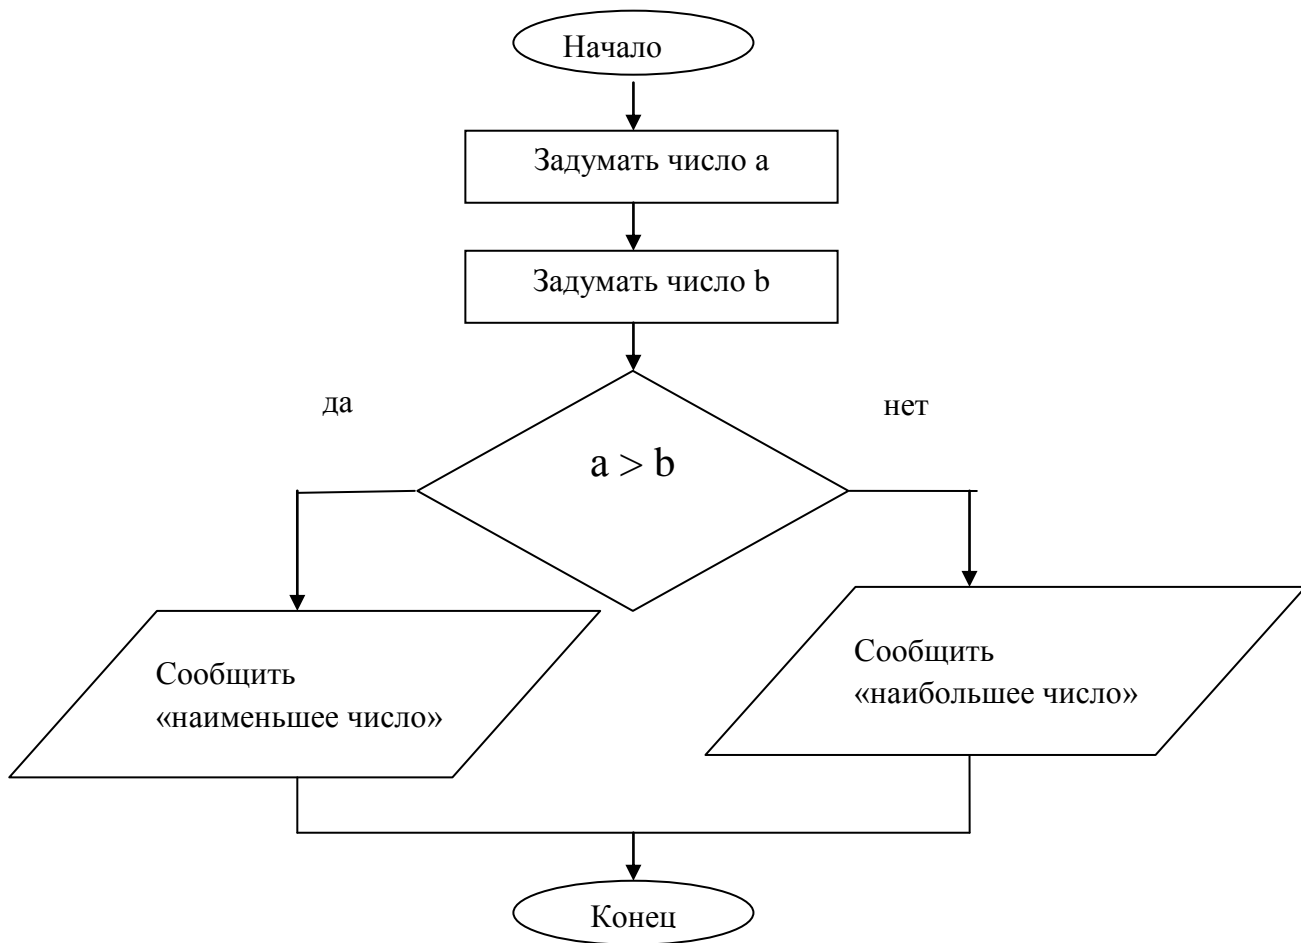 Начало
Задумать число a
Задумать число b
да
нет
a > b
Сообщить
«наименьшее число»
Сообщить
«наибольшее число»
Конец